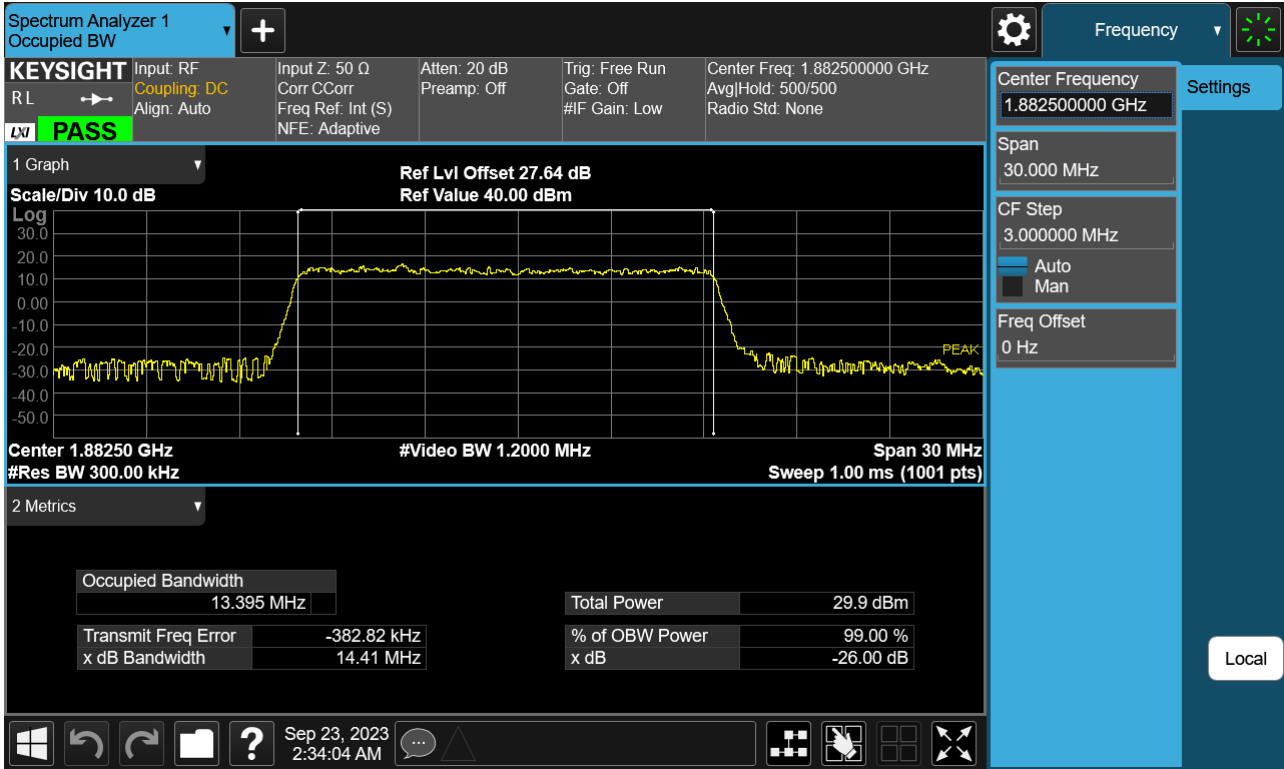 Spectrum Analyzer 1
Occupied BW
+
Frequency
KEYSIGHT
R L
LXI
PASS
Input: RF
Coupling: DC
Align: Auto
Input Z: 50 Ω
Corr CCorr
Freq Ref: Int (S)
NFE: Adaptive
Atten: 20 dB
Preamp: Off
Trig: Free Run
Gate: Off
#IF Gain: Low
Center Freq: 1.882500000 GHz
Avg|Hold: 500/500
Radio Std: None
Center Frequency
1.882500000 GHz
Settings
Span
30.000 MHz
CF Step
3.000000 MHz
Auto
Man
Freq Offset
0 Hz
Local
1 Graph
Scale/Div 10.0 dB
Ref Lvl Offset 27.64 dB
Ref Value 40.00 dBm
Log
30.0
20.0
10.0
0.00
-10.0
-20.0
-30.0
-40.0
-50.0
PEAK
Center 1.88250 GHz
#Video BW 1.2000 MHz
Span 30 MHz
#Res BW 300.00 kHz
Sweep 1.00 ms (1001 pts)
2 Metrics
Occupied Bandwidth
13.395 MHz
Total Power 29.9 dBm
Transmit Freq Error -382.82 kHz
% of OBW Power 99.00 %
x dB Bandwidth 14.41 MHz
x dB -26.00 dB
?
Sep 23, 2023
2:34:04 AM